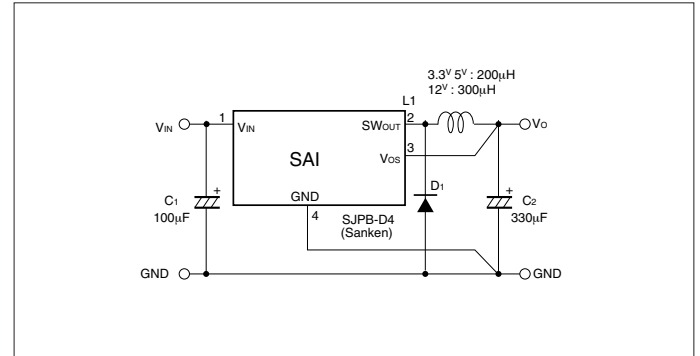 3.3V 5V : 200μH
12V : 300μH
L1
VIN
1
VIN
SWOUT
2
VO
SAI
VOS
3
GND
4
D1
SJPB-D4
(Sanken)
C1
100μF
+
C2
330μF
+
GND
GND